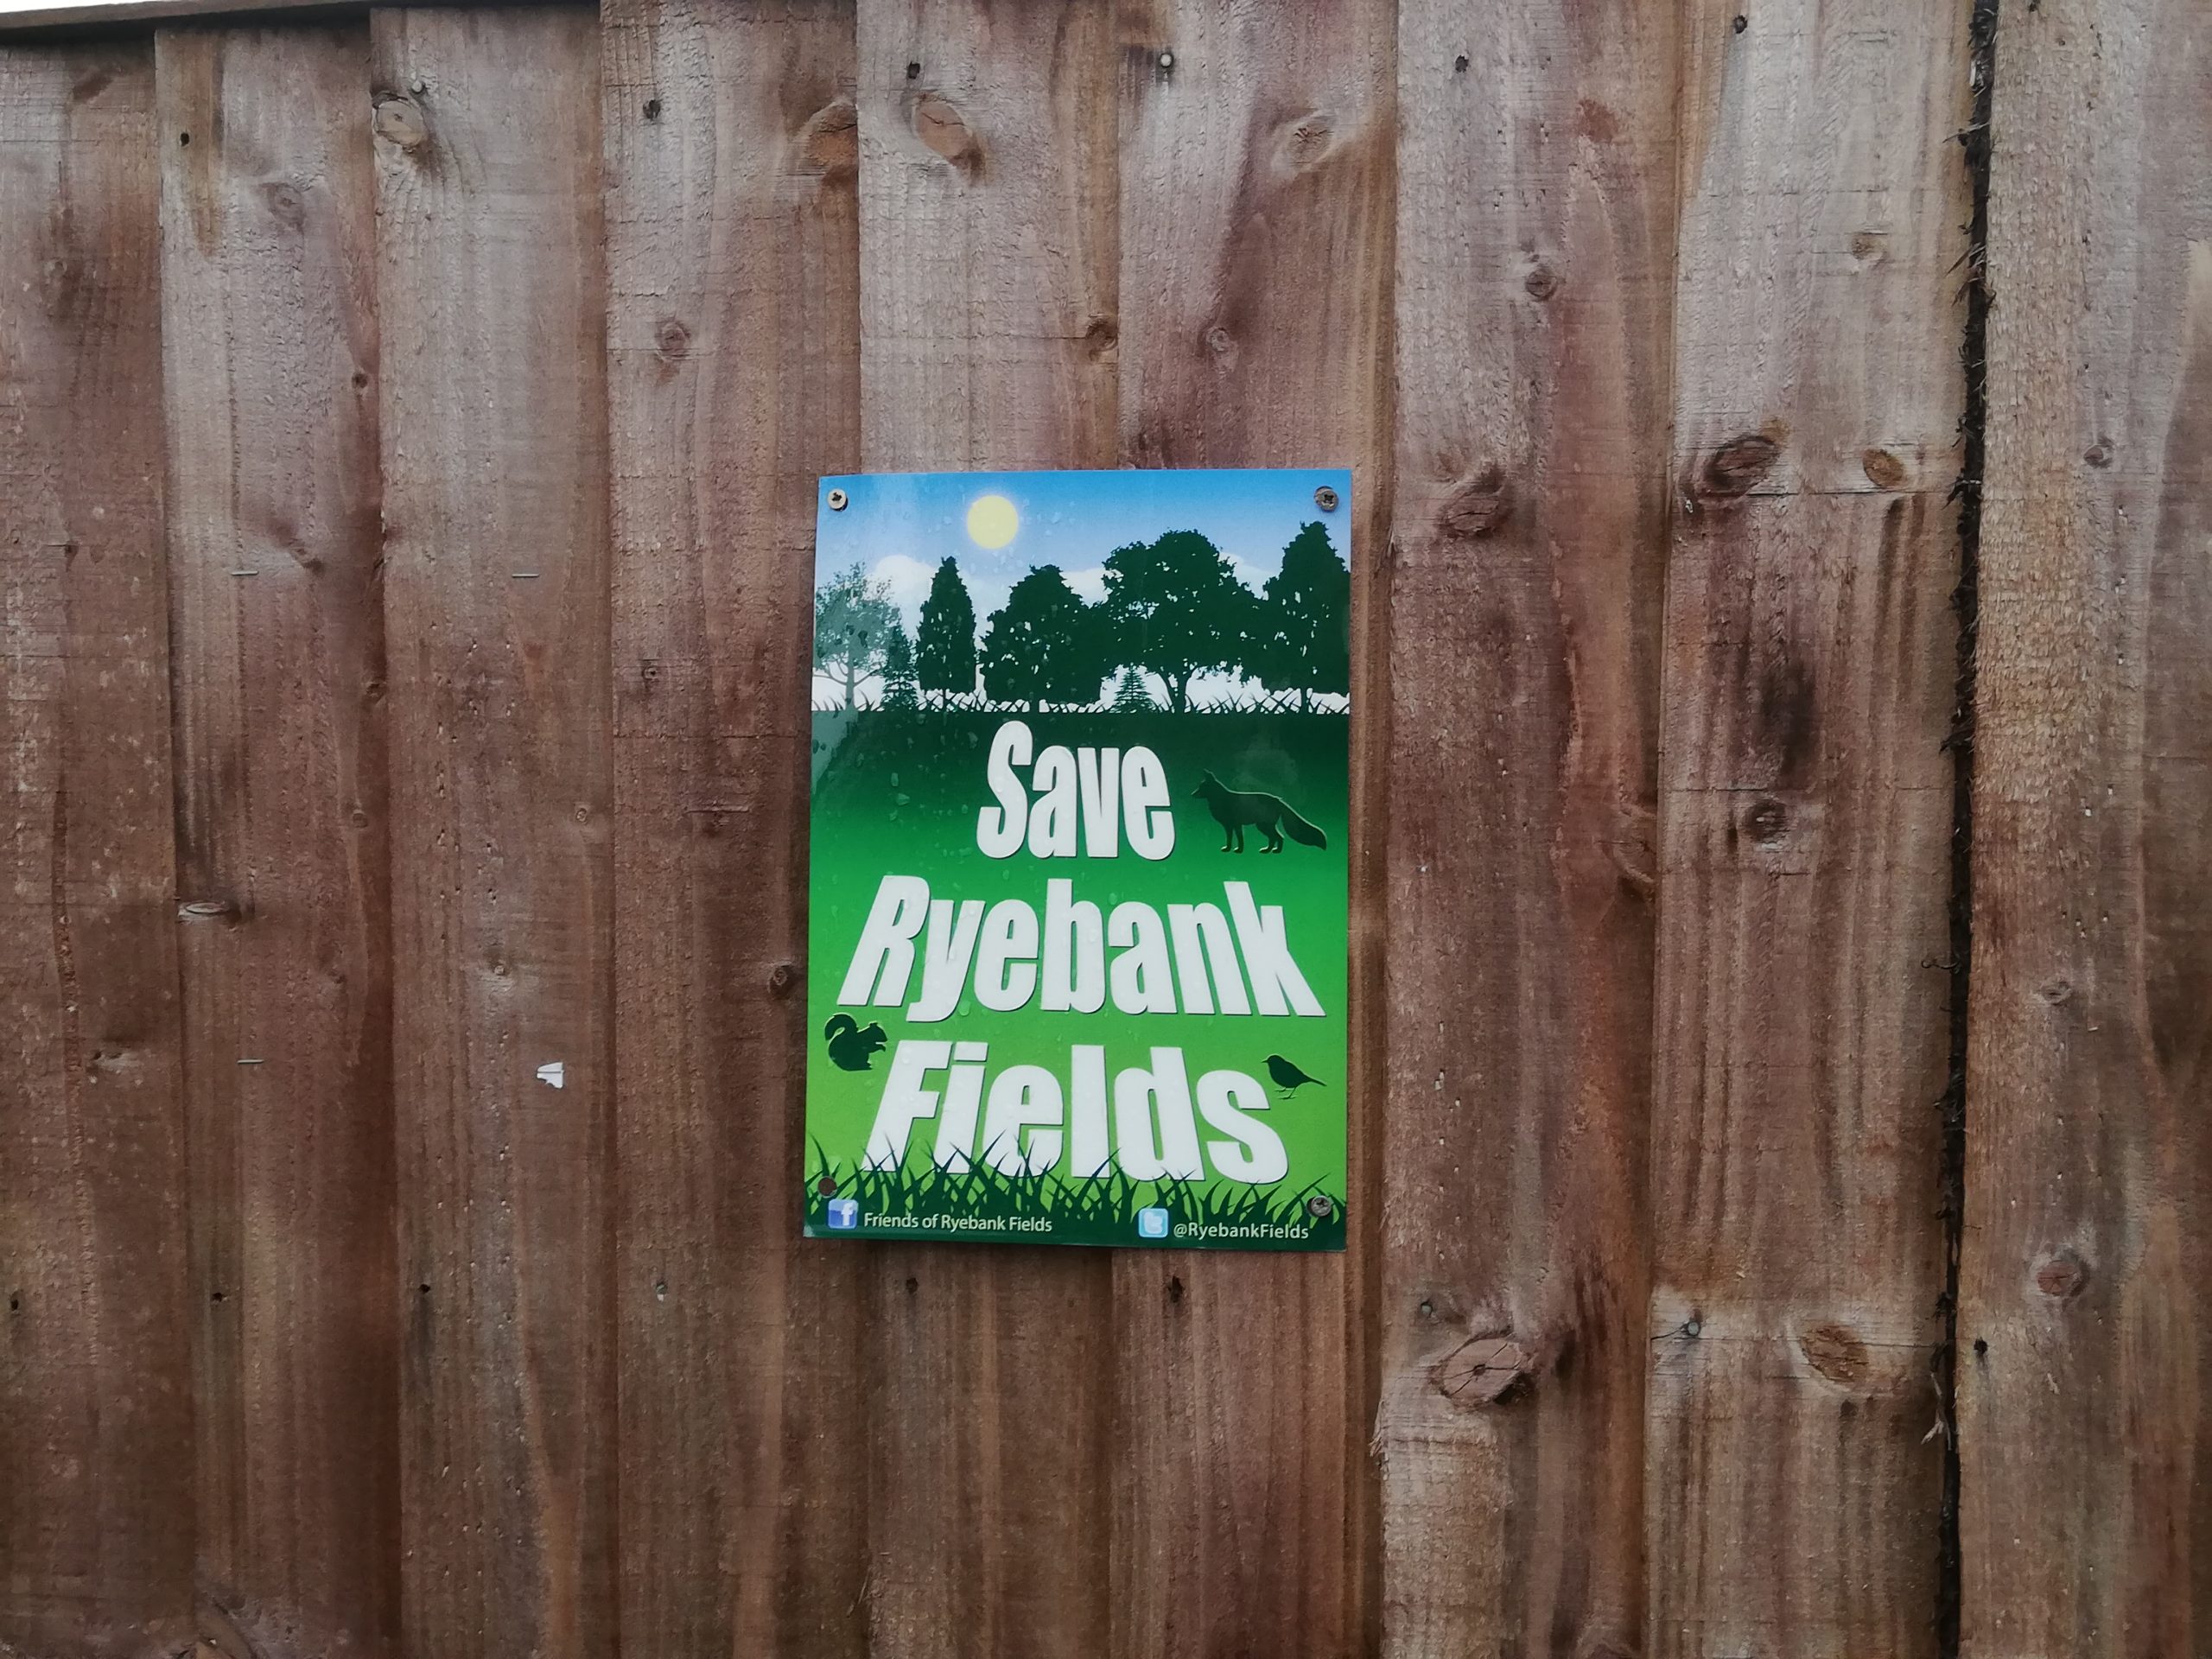 Save
Ryebank
Fields
Friends of Ryebank Fields
@RyebankFields